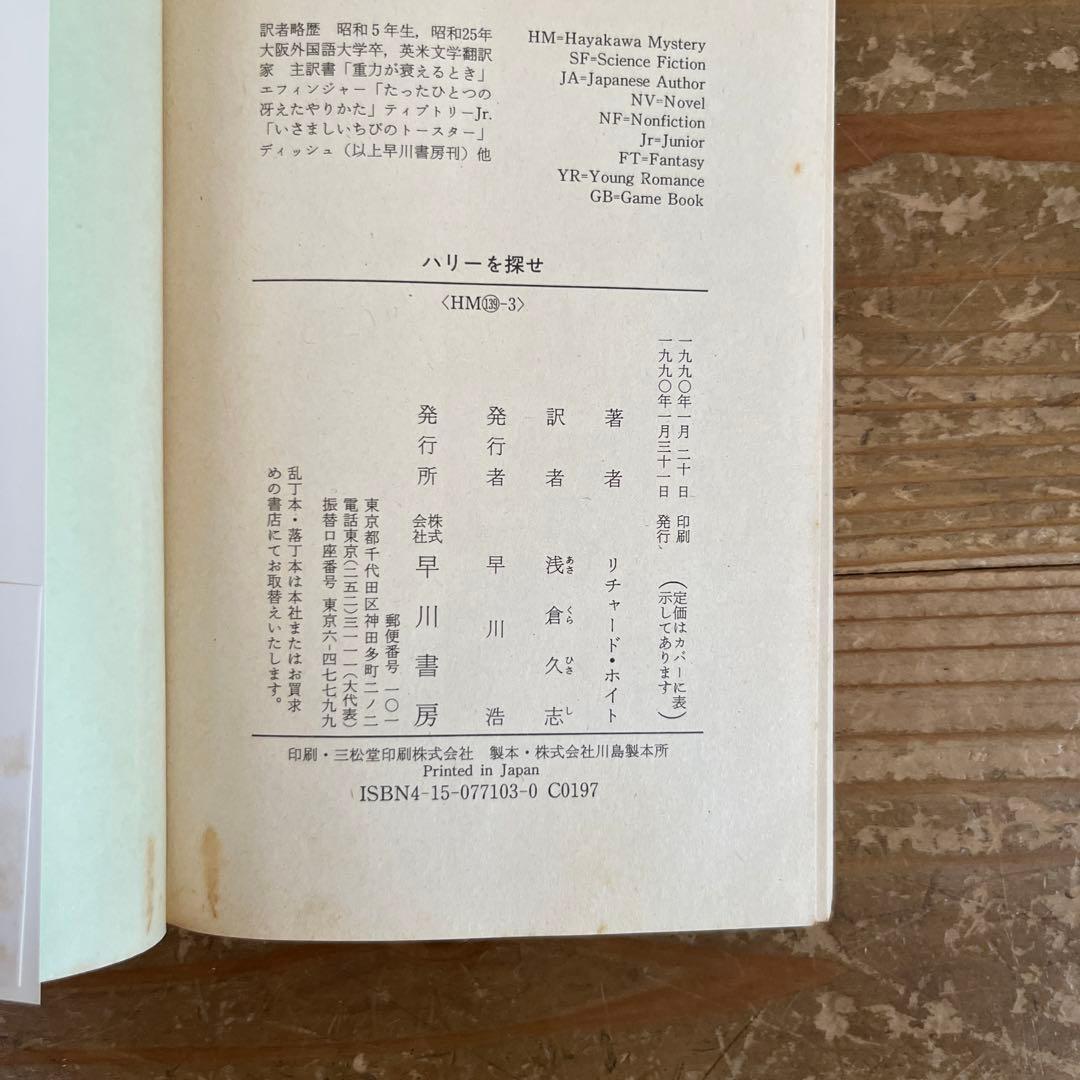 訳者略歴　昭和5年生，昭和25年
大阪外国語大学卒，英米文学翻訳
家　主訳書「重力が衰えるとき」
エフィンジャー「たったひとつの
冴えたやりかた」ティプトリーJr.
「いさましいちびのトースター」
ディッシュ（以上早川書房刊）他
HM=Hayakawa Mystery
SF=Science Fiction
JA=Japanese Author
NV=Novel
NF=Nonfiction
Jr=Junior
FT=Fantasy
YR=Young Romance
GB=Game Book
ハリーを探せ
〈HM139-3〉
一九九〇年一月二十日　印刷
一九九〇年一月三十一日　発行
（定価はカバーに表
示してあります）
著者　リチャード・ホイト
訳者　浅倉久志
あさ くら ひさ し
発行者　早川浩
発行所　株式会社　早川書房
郵便番号　一〇一
東京都千代田区神田多町二ノ二
電話東京（二五二）三一一一（大代表）
振替口座番号　東京六-四七七九九
乱丁本・落丁本は本社またはお買求
めの書店にてお取替えいたします。
印刷・三松堂印刷株式会社　製本・株式会社川島製本所
Printed in Japan
ISBN4-15-077103-0 C0197